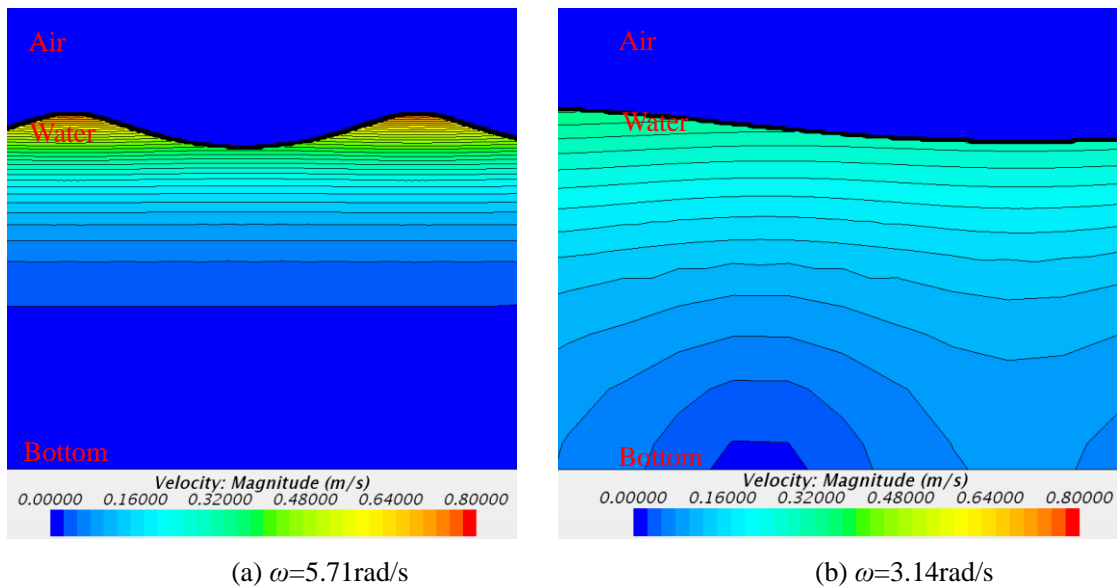 Air
Water
Bottom
Velocity: Magnitude (m/s)
0.00000 0.16000 0.32000 0.48000 0.64000 0.80000
(a) ω=5.71rad/s
Air
Water
Bottom
Velocity: Magnitude (m/s)
0.00000 0.16000 0.32000 0.48000 0.64000 0.80000
(b) ω=3.14rad/s